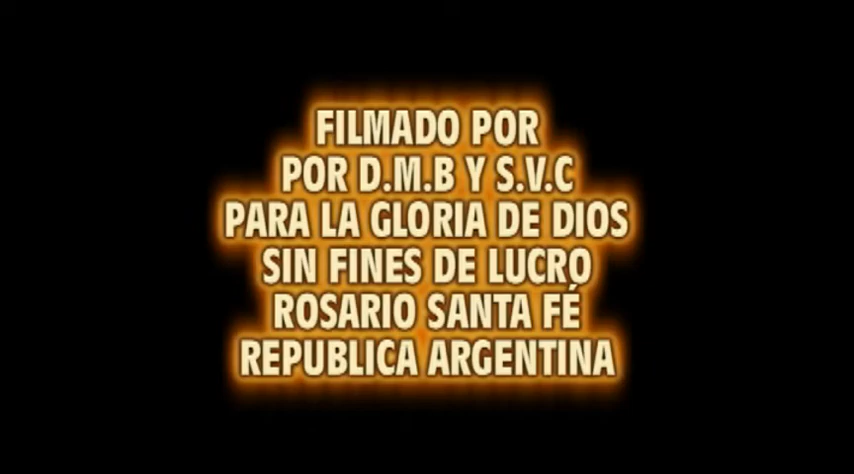 FILMADO POR
POR D.M.B Y S.V.C
PARA LA GLORIA DE DIOS
SIN FINES DE LUCRO
ROSARIO SANTA FÉ
REPUBLICA ARGENTINA